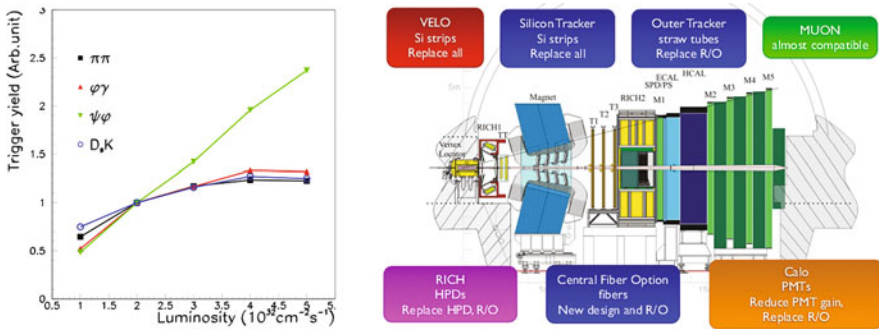 Trigger yield (Arb.unit)
3
2.5
2
1.5
1
0.5
0
ππ
φγ
ψφ
DₛK
0.5 1 1.5 2 2.5 3 3.5 4 4.5 5 5.5
Luminosity (10³²cm⁻²s⁻¹)
VELO
Si strips
Replace all
Silicon Tracker
Si strips
Replace all
Outer Tracker
straw tubes
Replace R/O
MUON
almost compatible
5m
Vertex
Locator
RICH1
TT
Magnet
T1
T2
T3
RICH2
SPD/PS
ECAL
HCAL
M1
M2
M3
M4
M5
RICH
HPDs
Replace HPD, R/O
Central Fiber Option
fibers
New design and R/O
Calo
PMTs
Reduce PMT gain,
Replace R/O